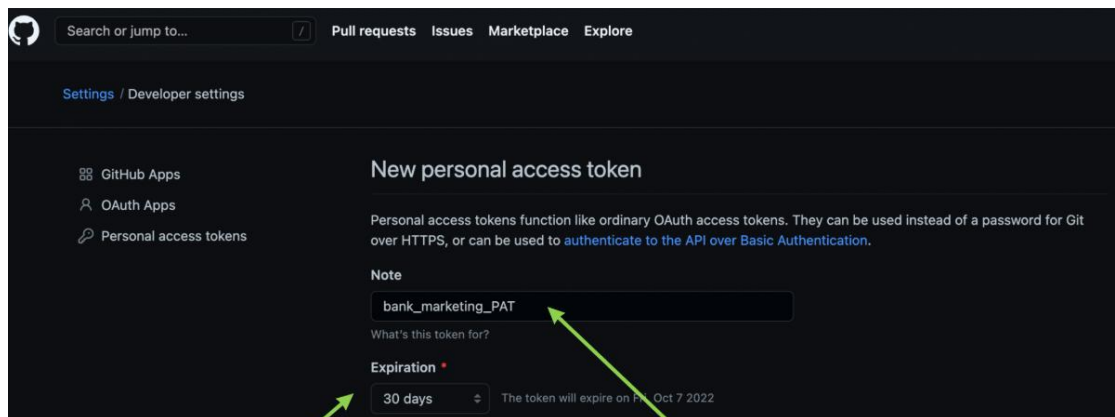 Search or jump to... /
Pull requests Issues Marketplace Explore
Settings / Developer settings
GitHub Apps
OAuth Apps
Personal access tokens
New personal access token
Personal access tokens function like ordinary OAuth access tokens. They can be used instead of a password for Git
over HTTPS, or can be used to authenticate to the API over Basic Authentication.
Note
bank_marketing_PAT
What's this token for?
Expiration *
30 days
The token will expire on Fri, Oct 7 2022